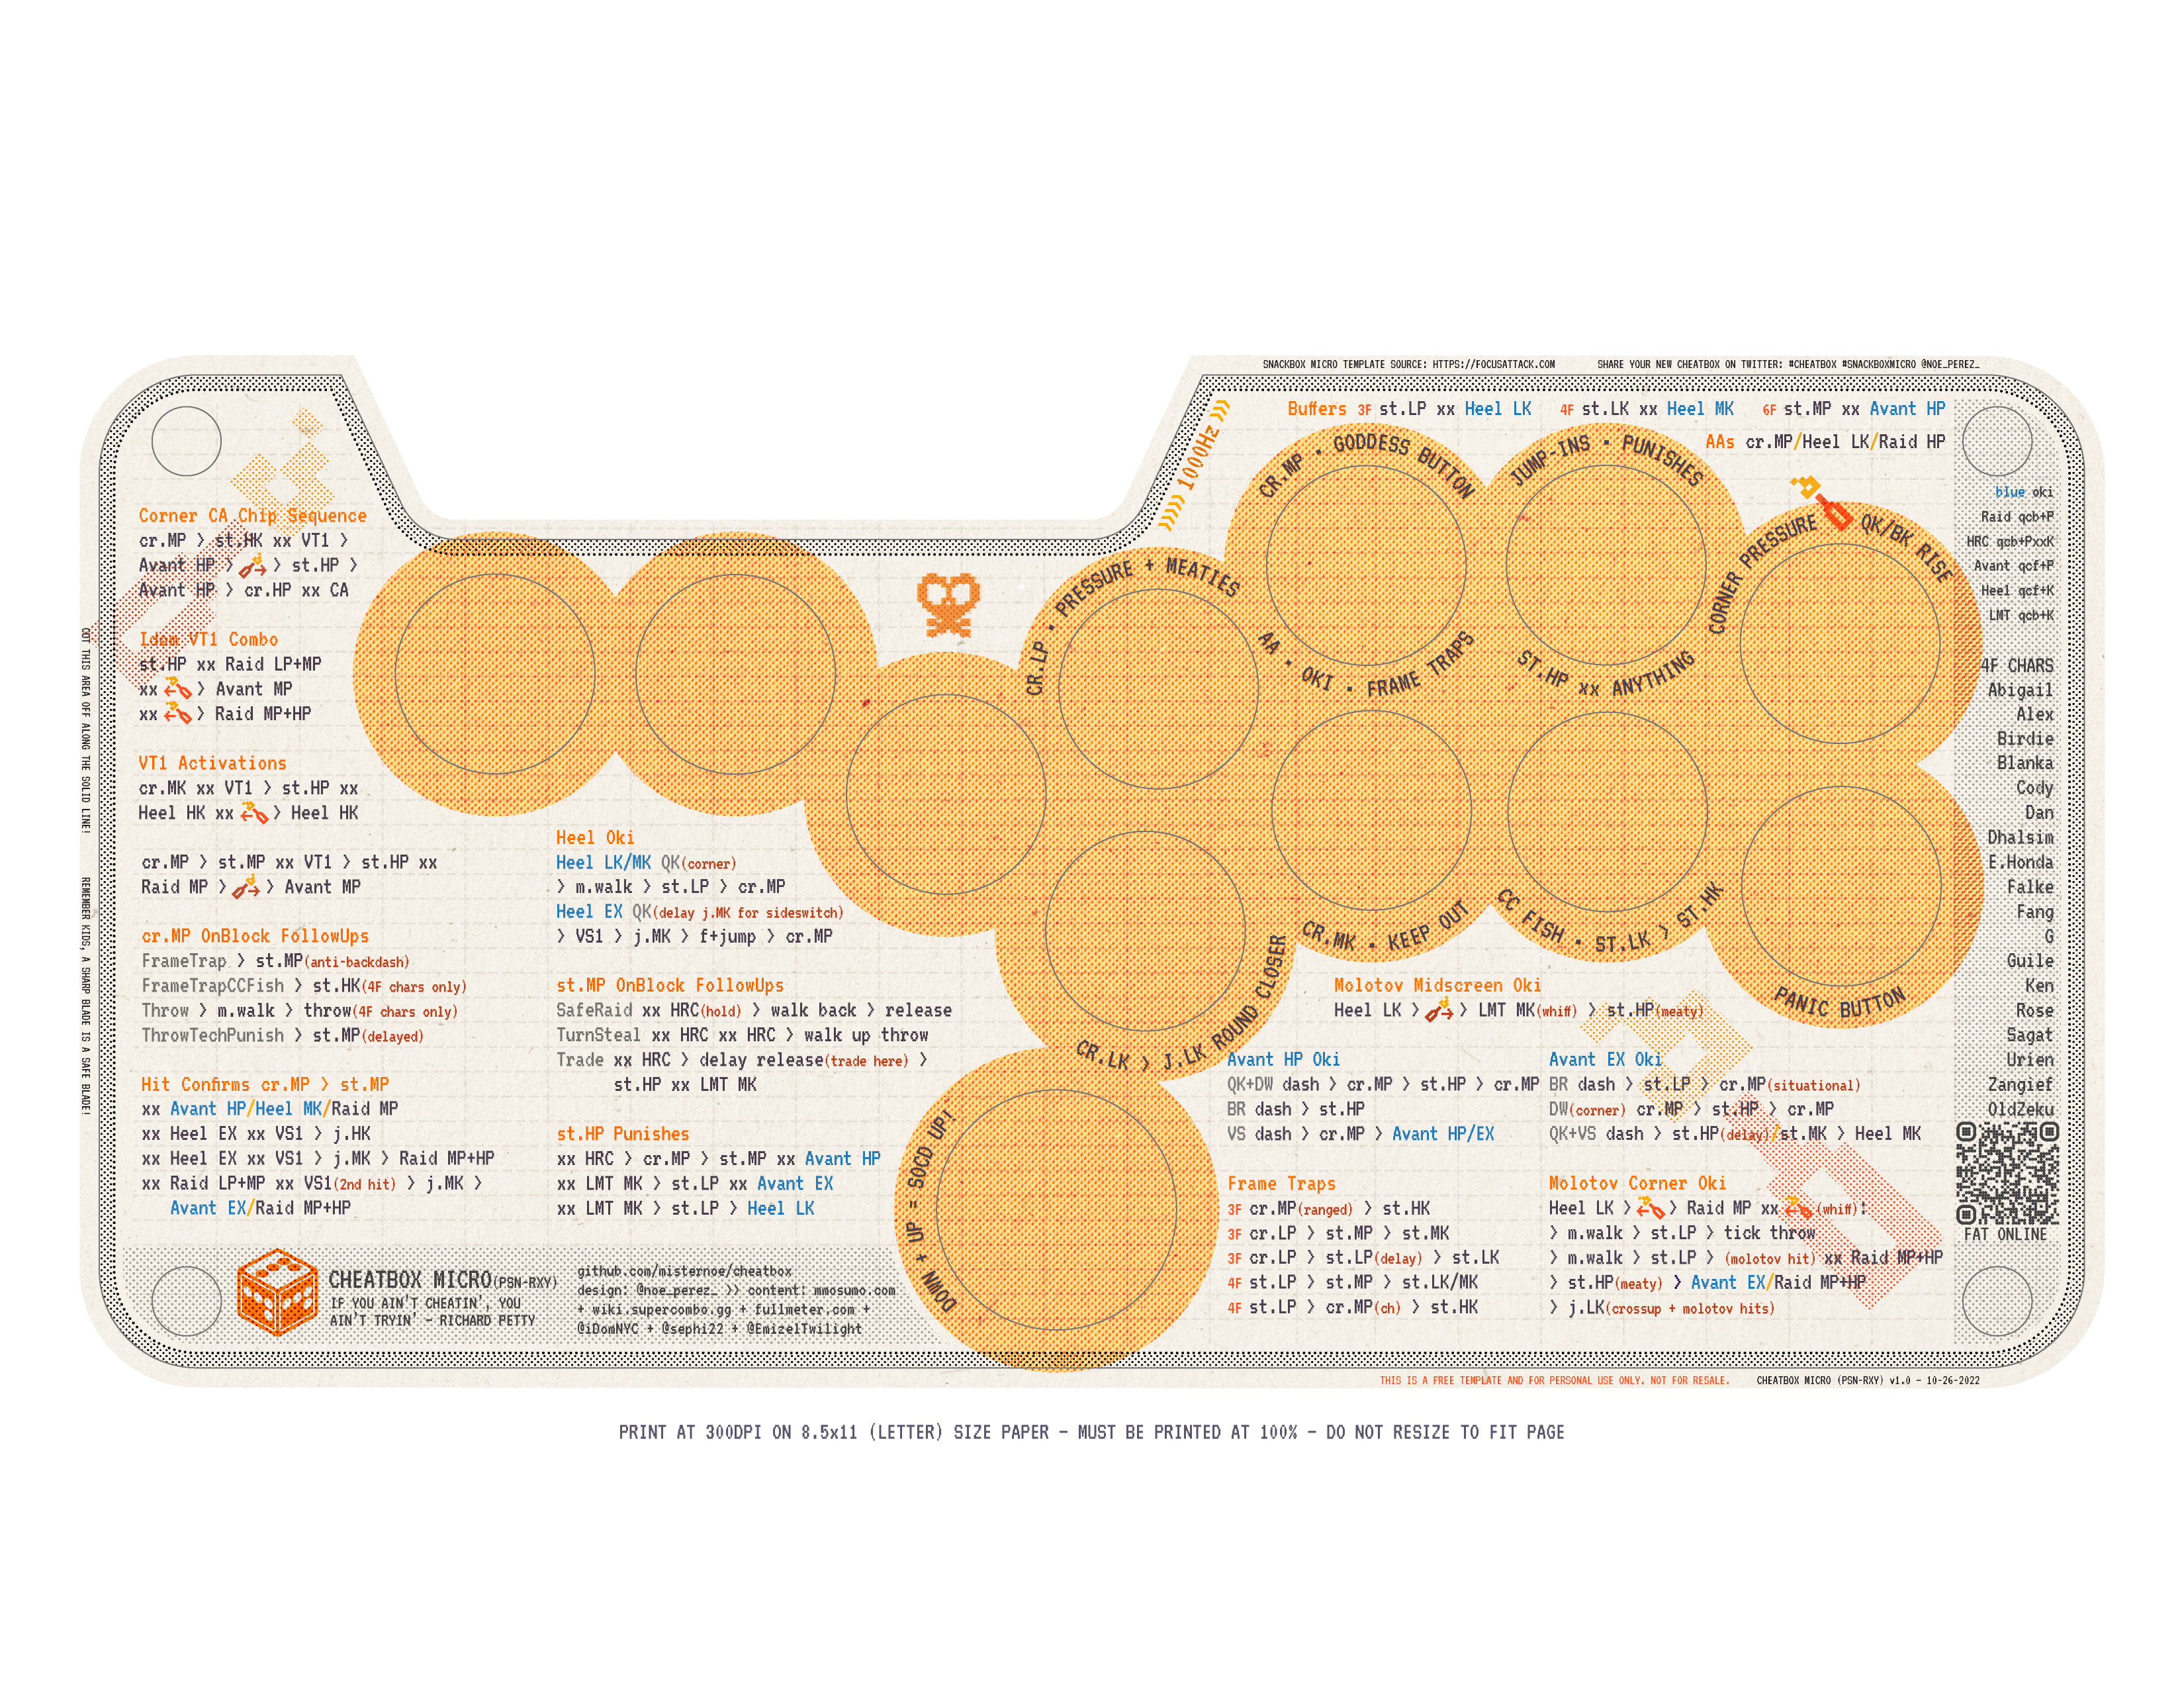 SNACKBOX MICRO TEMPLATE SOURCE: HTTPS://FOCUSATTACK.COM
SHARE YOUR NEW CHEATBOX ON TWITTER: #CHEATBOX #SNACKBOXMICRO @NOE_PEREZ_
))))) 1000Hz )))))
Buffers 3F st.LP xx Heel LK 4F st.LK xx Heel MK 6F st.MP xx Avant HP
AAs cr.MP/Heel LK/Raid HP
CR.MP · GODDESS BUTTON
AA · OKI · FRAME TRAPS
JUMP-INS · PUNISHES
ST.HP xx ANYTHING
CORNER PRESSURE QK/BK RISE
CR.LP · PRESSURE + MEATIES
CR.LK > J.LK ROUND CLOSER
CR.MK · KEEP OUT
CC FISH · ST.LK > ST.HK
PANIC BUTTON
DOWN + UP = SOCD UP!
blue oki
Raid qcb+P
HRC qcb+PxxK
Avant qcf+P
Heel qcf+K
LMT qcb+K
4F CHARS
Abigail
Alex
Birdie
Blanka
Cody
Dan
Dhalsim
E.Honda
Falke
Fang
G
Guile
Ken
Rose
Sagat
Urien
Zangief
OldZeku
FAT ONLINE
CUT THIS AREA OFF ALONG THE SOLID LINE!
REMEMBER KIDS, A SHARP BLADE IS A SAFE BLADE!
Corner CA Chip Sequence
cr.MP > st.HK xx VT1 >
Avant HP > > st.HP >
Avant HP > cr.HP xx CA
Idom VT1 Combo
st.HP xx Raid LP+MP
xx > Avant MP
xx > Raid MP+HP
VT1 Activations
cr.MK xx VT1 > st.HP xx
Heel HK xx > Heel HK
cr.MP > st.MP xx VT1 > st.HP xx
Raid MP > > Avant MP
cr.MP OnBlock FollowUps
FrameTrap > st.MP(anti-backdash)
FrameTrapCCFish > st.HK(4F chars only)
Throw > m.walk > throw(4F chars only)
ThrowTechPunish > st.MP(delayed)
Hit Confirms cr.MP > st.MP
xx Avant HP/Heel MK/Raid MP
xx Heel EX xx VS1 > j.HK
xx Heel EX xx VS1 > j.MK > Raid MP+HP
xx Raid LP+MP xx VS1(2nd hit) > j.MK >
Avant EX/Raid MP+HP
Heel Oki
Heel LK/MK QK(corner)
> m.walk > st.LP > cr.MP
Heel EX QK(delay j.MK for sideswitch)
> VS1 > j.MK > f+jump > cr.MP
st.MP OnBlock FollowUps
SafeRaid xx HRC(hold) > walk back > release
TurnSteal xx HRC xx HRC > walk up throw
Trade xx HRC > delay release(trade here) >
st.HP xx LMT MK
st.HP Punishes
xx HRC > cr.MP > st.MP xx Avant HP
xx LMT MK > st.LP xx Avant EX
xx LMT MK > st.LP > Heel LK
Molotov Midscreen Oki
Heel LK > > LMT MK(whiff) > st.HP(meaty)
Avant HP Oki
QK+DW dash > cr.MP > st.HP > cr.MP
BR dash > st.HP
VS dash > cr.MP > Avant HP/EX
Avant EX Oki
BR dash > st.LP > cr.MP(situational)
DW(corner) cr.MP > st.HP > cr.MP
QK+VS dash > st.HP(delay)/st.MK > Heel MK
Frame Traps
3F cr.MP(ranged) > st.HK
3F cr.LP > st.MP > st.MK
3F cr.LP > st.LP(delay) > st.LK
4F st.LP > st.MP > st.LK/MK
4F st.LP > cr.MP(ch) > st.HK
Molotov Corner Oki
Heel LK > > Raid MP xx (whiff):
> m.walk > st.LP > tick throw
> m.walk > st.LP > (molotov hit) xx Raid MP+HP
> st.HP(meaty) > Avant EX/Raid MP+HP
> j.LK(crossup + molotov hits)
CHEATBOX MICRO(PSN-RXY)
IF YOU AIN'T CHEATIN', YOU
AIN'T TRYIN' - RICHARD PETTY
github.com/misternoe/cheatbox
design: @noe_perez_ >> content: mmosumo.com
+ wiki.supercombo.gg + fullmeter.com +
@iDomNYC + @sephi22 + @EmizelTwilight
THIS IS A FREE TEMPLATE AND FOR PERSONAL USE ONLY. NOT FOR RESALE.
CHEATBOX MICRO (PSN-RXY) v1.0 - 10-26-2022
PRINT AT 300DPI ON 8.5x11 (LETTER) SIZE PAPER - MUST BE PRINTED AT 100% - DO NOT RESIZE TO FIT PAGE